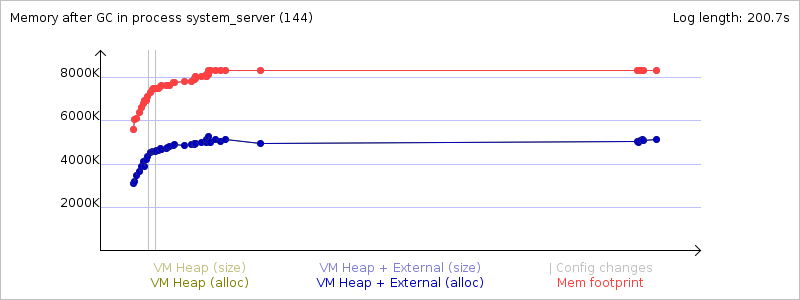 Memory after GC in process system_server (144) Log length: 200.7s
8000K
6000K
4000K
2000K
VM Heap (size) VM Heap + External (size) | Config changes
VM Heap (alloc) VM Heap + External (alloc) Mem footprint